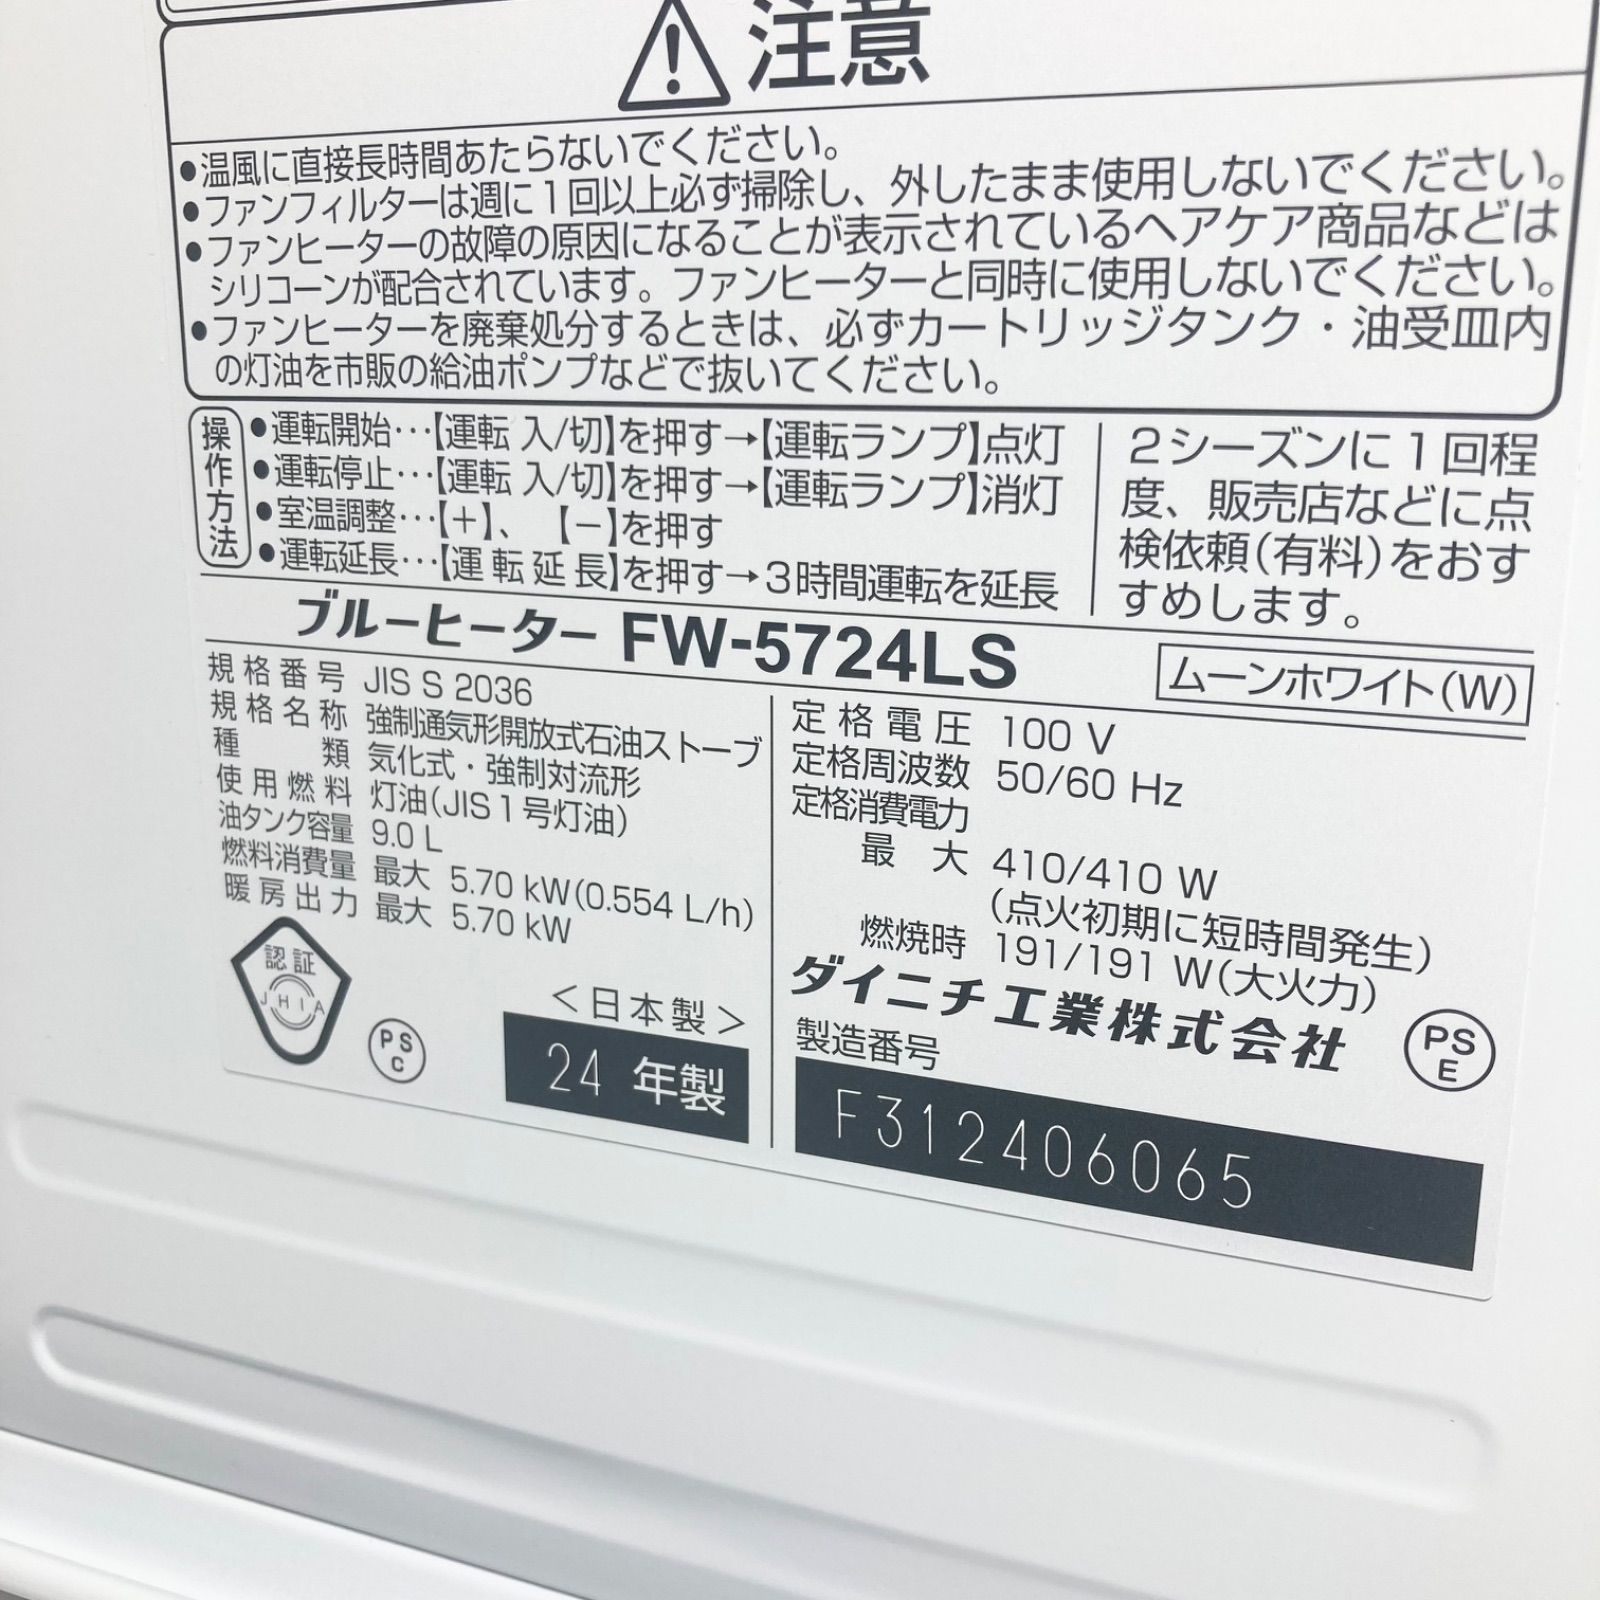 注意
●温風に直接長時間あたらないでください。
●ファンフィルターは週に1回以上必ず掃除し、外したまま使用しないでください。
●ファンヒーターの故障の原因になることが表示されているヘアケア商品などは
シリコーンが配合されています。ファンヒーターと同時に使用しないでください。
●ファンヒーターを廃棄処分するときは、必ずカートリッジタンク・油受皿内
の灯油を市販の給油ポンプなどで抜いてください。
操作方法
●運転開始…【運転 入/切】を押す→【運転ランプ】点灯
●運転停止…【運転 入/切】を押す→【運転ランプ】消灯
●室温調整…【＋】、【－】を押す
●運転延長…【運転延長】を押す→3時間運転を延長
2シーズンに1回程
度、販売店などに点
検依頼(有料)をおす
すめします。
ブルーヒーター FW-5724LS
ムーンホワイト(W)
規格番号 JIS S 2036
規格名称 強制通気形開放式石油ストーブ
種類 気化式・強制対流形
使用燃料 灯油(JIS1号灯油)
油タンク容量 9.0 L
燃料消費量 最大 5.70 kW(0.554 L/h)
暖房出力 最大 5.70 kW
認証
JHIA
PS
C
<日本製>
24 年製
定格電圧 100 V
定格周波数 50/60 Hz
定格消費電力
最大 410/410 W
(点火初期に短時間発生)
燃焼時 191/191 W(大火力)
ダイニチ工業株式会社
PS
E
製造番号
F312406065